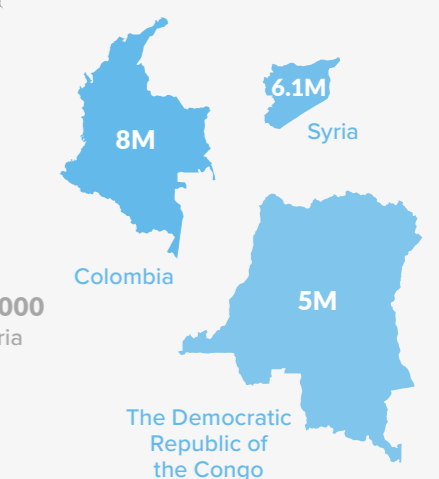 8M
6.1M
Syria
Colombia
000
ria
5M
The Democratic
Republic of
the Congo